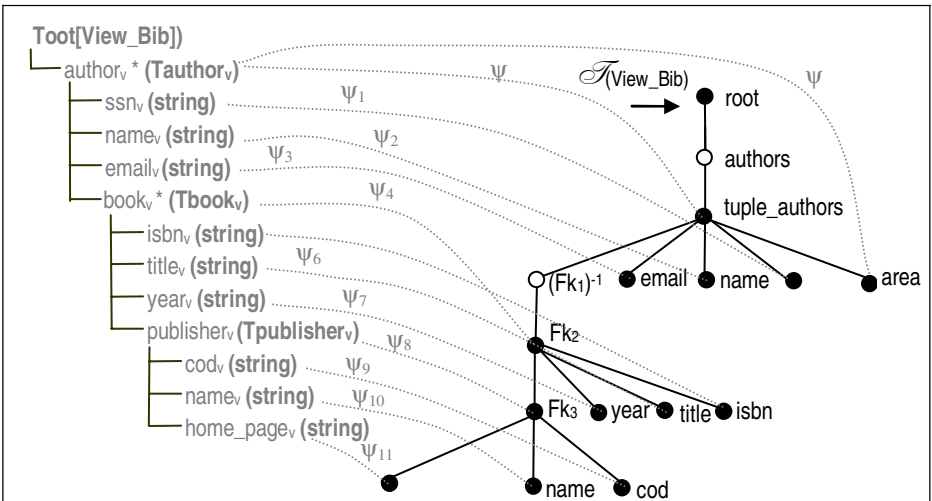 Toot[View_Bib])
authorᵥ * (Tauthorᵥ)
ssnᵥ (string)
nameᵥ (string)
emailᵥ (string)
bookᵥ * (Tbookᵥ)
isbnᵥ (string)
titleᵥ (string)
yearᵥ (string)
publisherᵥ (Tpublisherᵥ)
codᵥ (string)
nameᵥ (string)
home_pageᵥ (string)
ψ
ψ
ψ₁
ψ₂
ψ₃
ψ₄
ψ₆
ψ₇
ψ₈
ψ₉
ψ₁₀
ψ₁₁
𝒯(View_Bib)
root
authors
tuple_authors
(Fk₁)⁻¹
email
name
area
Fk₂
Fk₃
year
title
isbn
name
cod